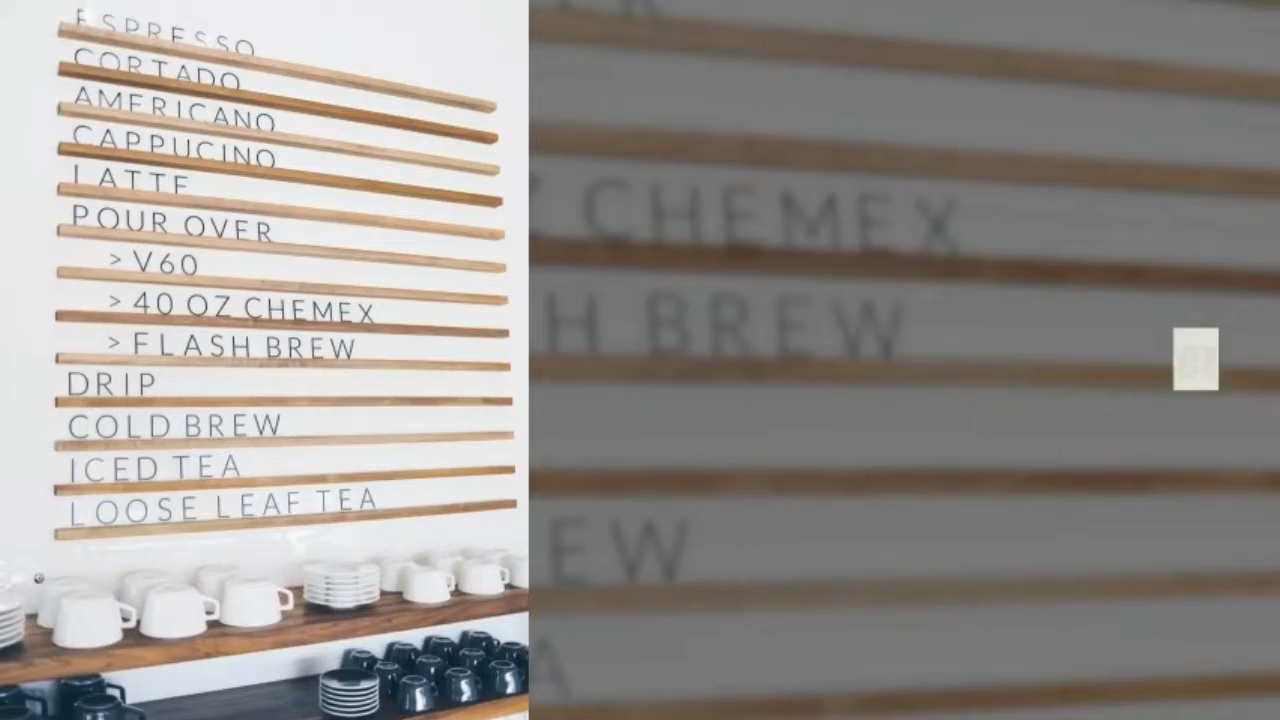 ESPRESSO
CORTADO
AMERICANO
CAPPUCINO
LATTE
POUR OVER
> V60
> 40 OZ CHEMEX
> FLASH BREW
DRIP
COLD BREW
ICED TEA
LOOSE LEAF TEA
CHEMEX
H BREW
EW
A